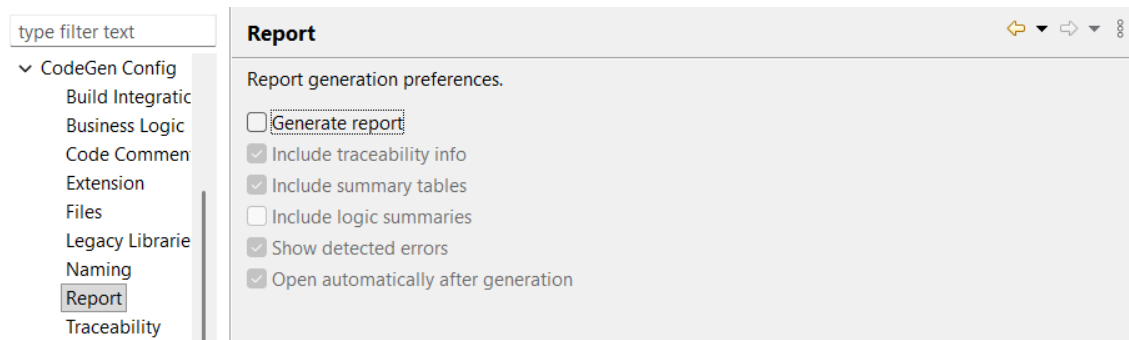 type filter text
CodeGen Config
Build Integratic
Business Logic
Code Commen
Extension
Files
Legacy Librarie
Naming
Report
Traceability
Report
Report generation preferences.
Generate report
Include traceability info
Include summary tables
Include logic summaries
Show detected errors
Open automatically after generation